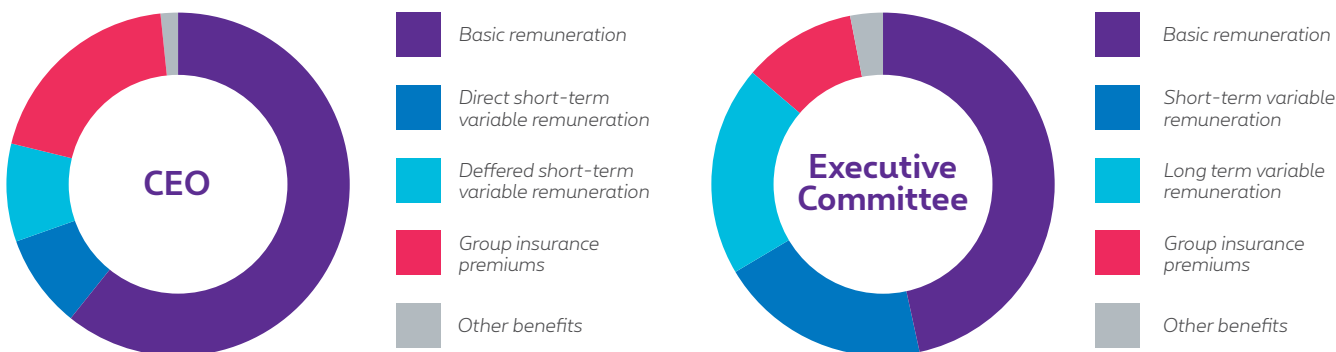 CEO
Basic remuneration
Direct short-term
variable remuneration
Deffered short-term
variable remuneration
Group insurance
premiums
Other benefits
Executive
Committee
Basic remuneration
Short-term variable
remuneration
Long term variable
remuneration
Group insurance
premiums
Other benefits